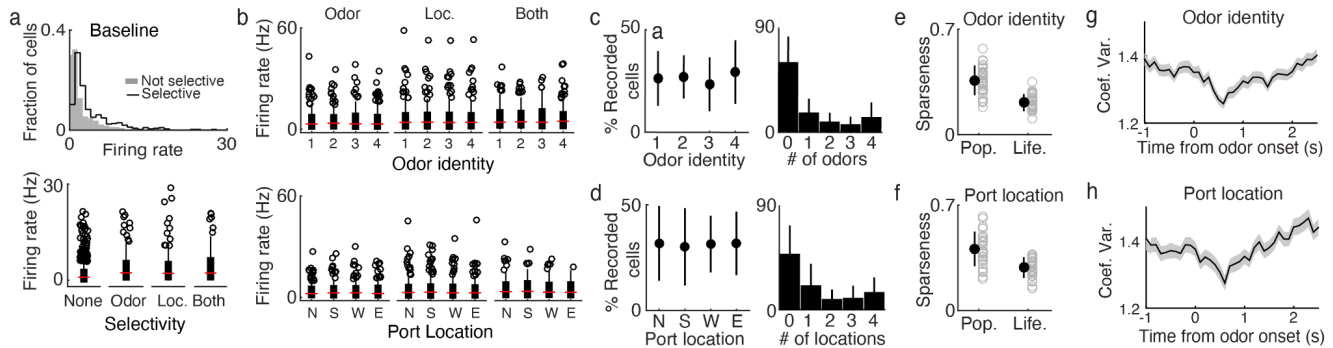 a
Baseline
Fraction of cells
0.4
0
Not selective
Selective
Firing rate
30
Firing rate (Hz)
30
0
None Odor Loc. Both
Selectivity
b
Odor Loc. Both
Firing rate (Hz)
60
0
1 2 3 4 1 2 3 4 1 2 3 4
Odor identity
Firing rate (Hz)
60
0
N S W E N S W E N S W E
Port Location
c
a
% Recorded
cells
50
0
1 2 3 4
Odor identity
90
0
0 1 2 3 4
# of odors
d
% Recorded
cells
50
0
N S W E
Port location
90
0
0 1 2 3 4
# of locations
e
Odor identity
Sparseness
0.7
0
Pop. Life.
f
Port location
Sparseness
0.7
0
Pop. Life.
g
Odor identity
Coef. Var.
1.4
1.2
-1 0 1 2
Time from odor onset (s)
h
Port location
Coef. Var.
1.4
1.2
-1 0 1 2
Time from odor onset (s)